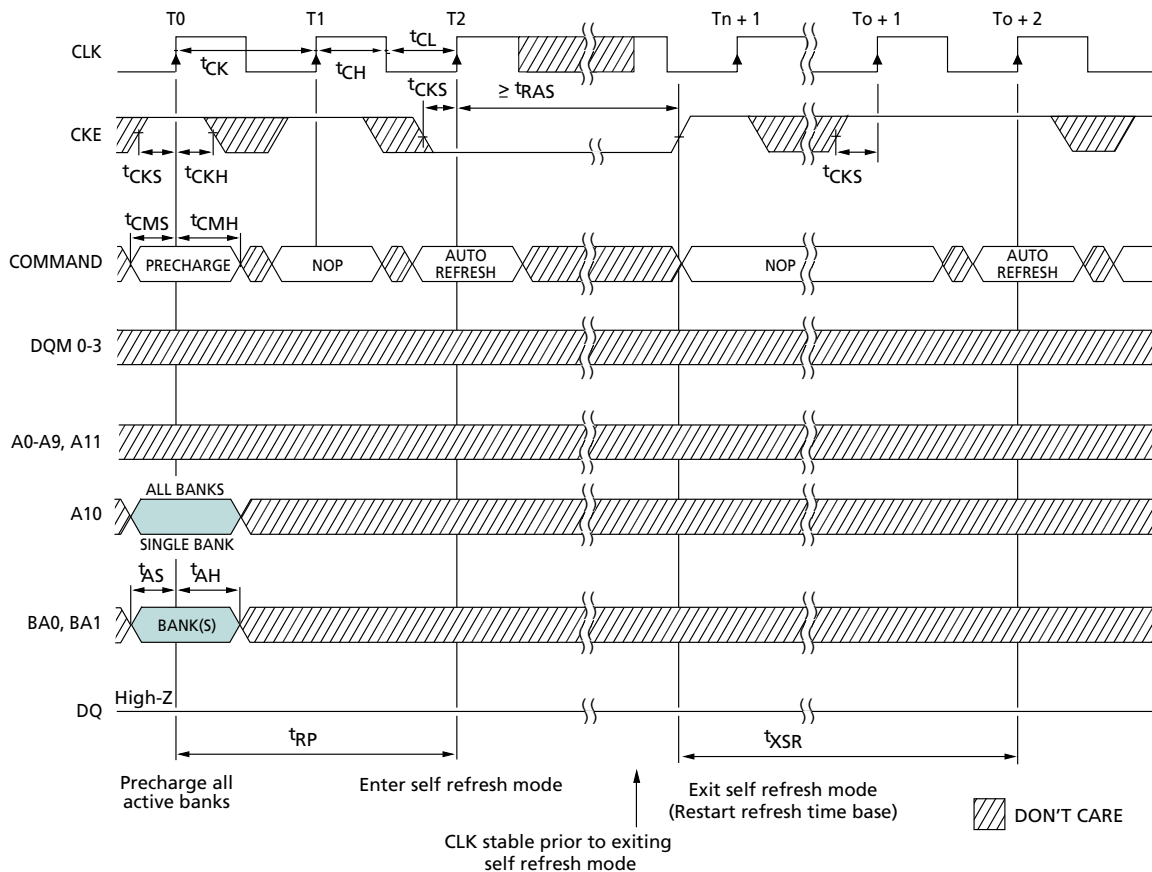 T0 T1 T2 Tn + 1 To + 1 To + 2
CLK
tCK tCH tCL
tCKS ≥ tRAS
CKE
tCKS tCKH tCKS
tCMS tCMH
COMMAND PRECHARGE NOP AUTO REFRESH NOP AUTO REFRESH
DQM 0-3
A0-A9, A11
ALL BANKS
A10
SINGLE BANK
tAS tAH
BA0, BA1 BANK(S)
High-Z
DQ
tRP tXSR
Precharge all
active banks
Enter self refresh mode
Exit self refresh mode
(Restart refresh time base)
CLK stable prior to exiting
self refresh mode
DON'T CARE